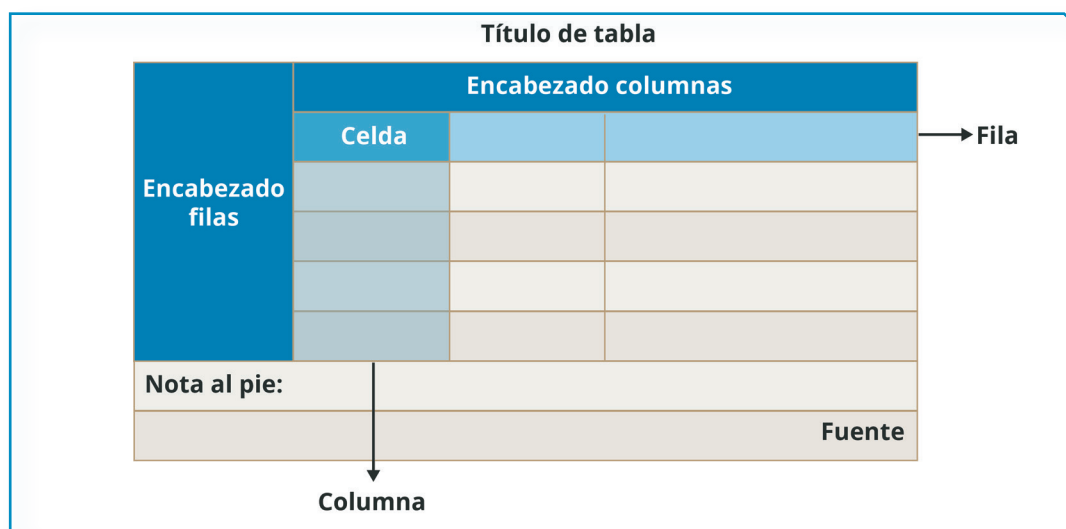 Título de tabla
Encabezado columnas
Celda
Fila
Encabezado
filas
Nota al pie:
Fuente
Columna